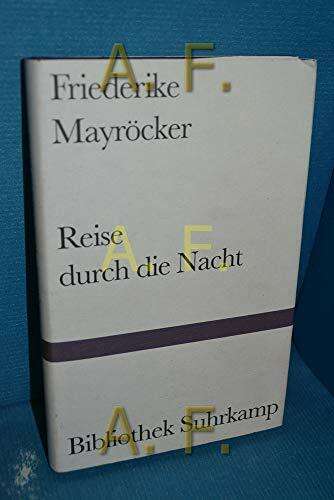 A. F.
Friederike
Mayröcker
Reise
A. F.
durch die Nacht
A. F.
Bibliothek Suhrkamp